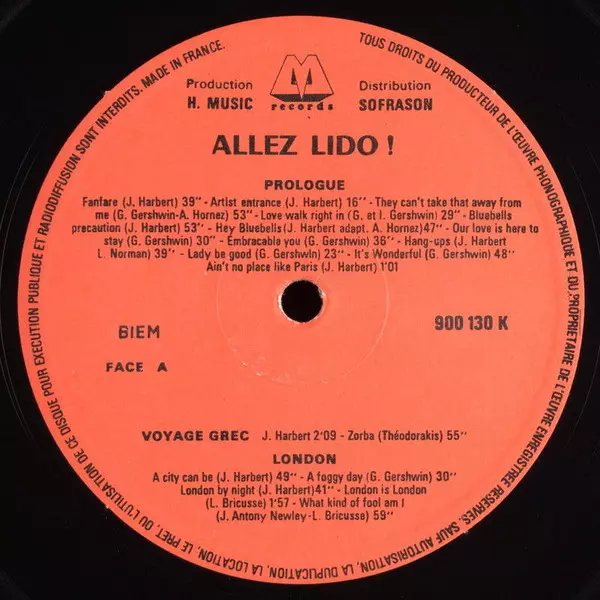 TOUS DROITS DU PRODUCTEUR DE L'ŒUVRE PHONOGRAPHIQUE ET DU PROPRIETAIRE DE L'ŒUVRE ENREGISTREE RESERVES. SAUF AUTORISATION, LA DUPLICATION, LA LOCATION, LE PRET, OU L'UTILISATION DE CE DISQUE POUR EXECUTION PUBLIQUE ET RADIODIFFUSION SONT INTERDITS. MADE IN FRANCE.
Production
H. MUSIC
M
records
Distribution
SOFRASON
ALLEZ LIDO !
PROLOGUE
Fanfare (J. Harbert) 39" - Artist entrance (J. Harbert) 16" - They can't take that away from
me (G. Gershwin-A. Hornez) 53" - Love walk right in (G. et I. Gershwin) 29" - Bluebells
precaution (J. Harbert) 53" - Hey Bluebells (J. Harbert adapt. A. Hornez) 47" - Our love is here to
stay (G. Gershwin) 30" - Embracable you (G. Gershwin) 36" - Hang-ups (J. Harbert
L. Norman) 39" - Lady be good (G. Gershwln) 23" - It's Wonderful (G. Gershwin) 48"
Ain't no place like Paris (J. Harbert) 1'01
BIEM
900 130 K
FACE A
VOYAGE GREC J. Harbert 2'09 - Zorba (Théodorakis) 55"
LONDON
A city can be (J. Harbert) 49" - A foggy day (G. Gershwin) 30"
London by night (J. Harbert) 41" - London is London
(L. Bricusse) 1'57 - What kind of fool am I
(J. Antony Newley - L. Bricusse) 59"